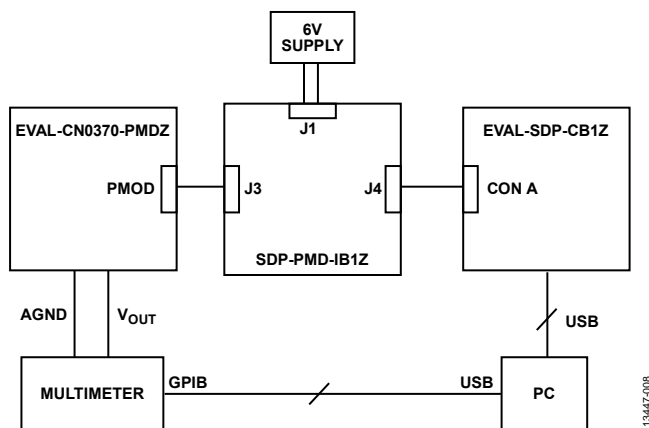 6V
SUPPLY
EVAL-CN0370-PMDZ
J1
EVAL-SDP-CB1Z
PMOD
J3
J4
CON A
SDP-PMD-IB1Z
AGND
VOUT
USB
MULTIMETER
GPIB
USB
PC
13447-008